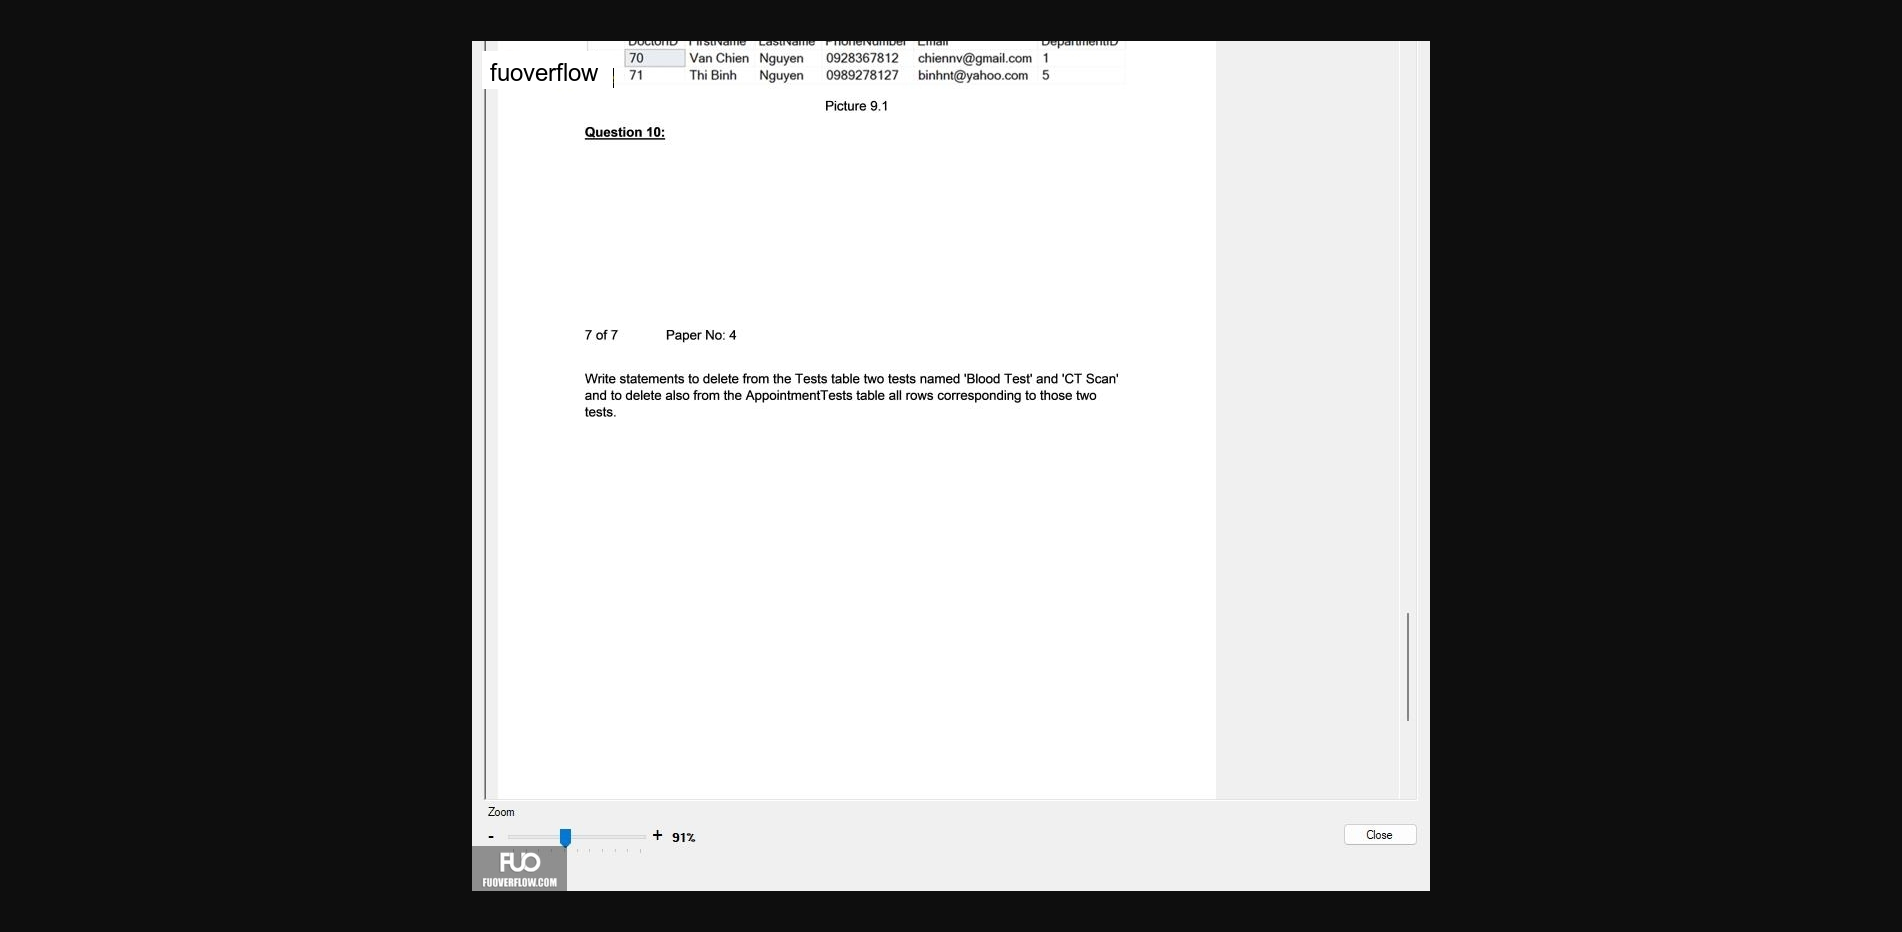 DoctorID FirstName LastName PhoneNumber Email DepartmentID
70 Van Chien Nguyen 0928367812 chiennv@gmail.com 1
fuoverflow
71 Thi Binh Nguyen 0989278127 binhnt@yahoo.com 5
Picture 9.1
Question 10:
7 of 7 Paper No: 4
Write statements to delete from the Tests table two tests named 'Blood Test' and 'CT Scan'
and to delete also from the AppointmentTests table all rows corresponding to those two
tests.
Zoom
- + 91%
Close
FUO
FUOVERFLOW.COM